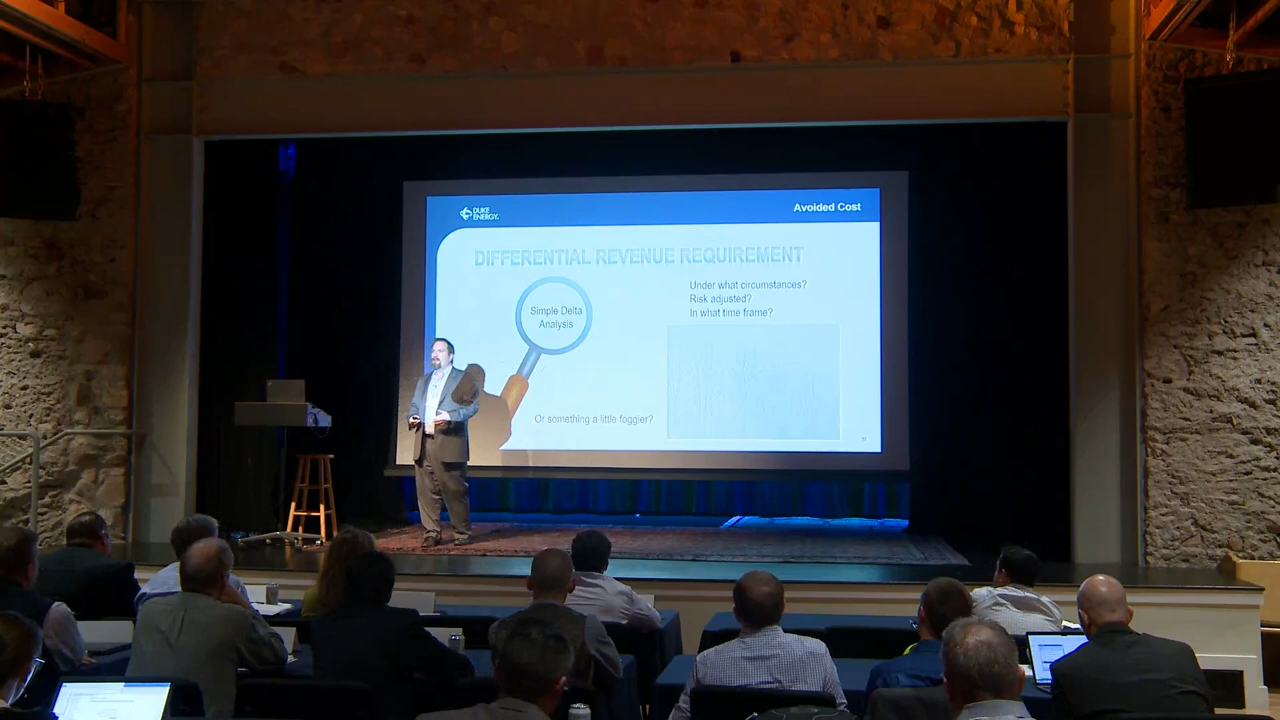 DUKE
ENERGY.
Avoided Cost
DIFFERENTIAL REVENUE REQUIREMENT
Simple Delta
Analysis
Under what circumstances?
Risk adjusted?
In what time frame?
Or something a little foggier?